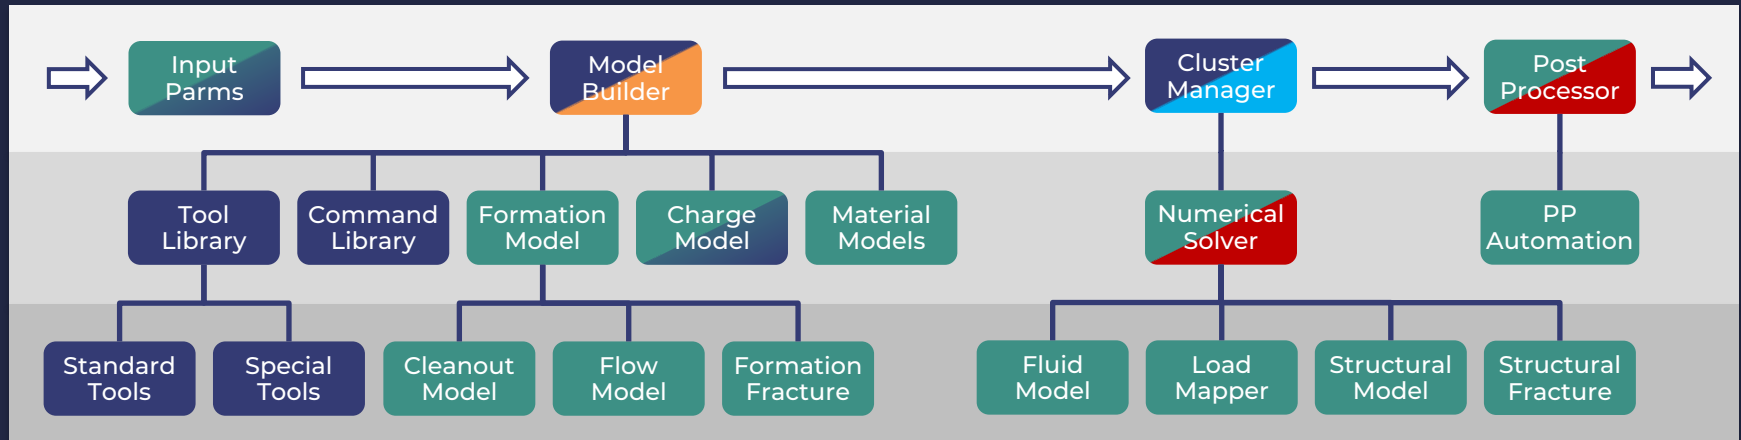 Input
Parms
Model
Builder
Cluster
Manager
Post
Processor
Tool
Library
Command
Library
Formation
Model
Charge
Model
Material
Models
Numerical
Solver
PP
Automation
Standard
Tools
Special
Tools
Cleanout
Model
Flow
Model
Formation
Fracture
Fluid
Model
Load
Mapper
Structural
Model
Structural
Fracture